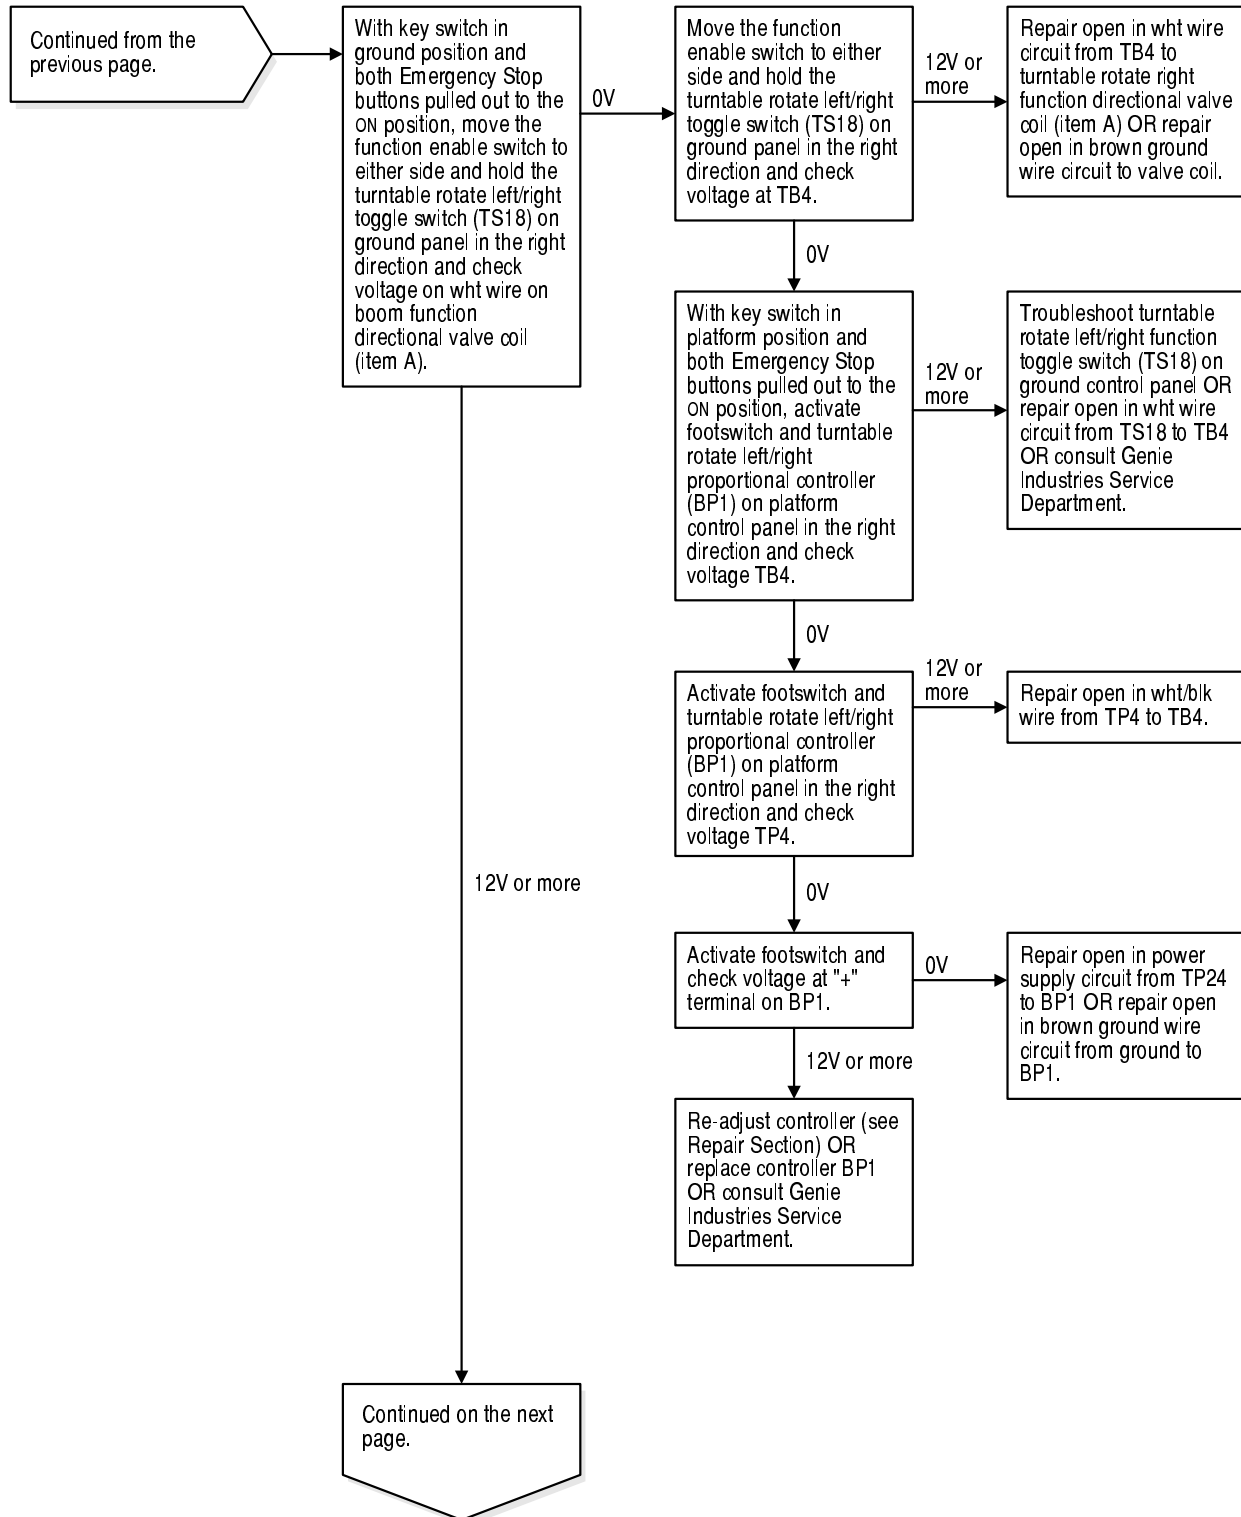 Continued from the
previous page.
With key switch in
ground position and
both Emergency Stop
buttons pulled out to the
ON position, move the
function enable switch to
either side and hold the
turntable rotate left/right
toggle switch (TS18) on
ground panel in the right
direction and check
voltage on wht wire on
boom function
directional valve coil
(item A).
0V
Move the function
enable switch to either
side and hold the
turntable rotate left/right
toggle switch (TS18) on
ground panel in the right
direction and check
voltage at TB4.
12V or
more
Repair open in wht wire
circuit from TB4 to
turntable rotate right
function directional valve
coil (item A) OR repair
open in brown ground
wire circuit to valve coil.
0V
With key switch in
platform position and
both Emergency Stop
buttons pulled out to the
ON position, activate
footswitch and turntable
rotate left/right
proportional controller
(BP1) on platform
control panel in the right
direction and check
voltage TB4.
12V or
more
Troubleshoot turntable
rotate left/right function
toggle switch (TS18) on
ground control panel OR
repair open in wht wire
circuit from TS18 to TB4
OR consult Genie
Industries Service
Department.
0V
Activate footswitch and
turntable rotate left/right
proportional controller
(BP1) on platform
control panel in the right
direction and check
voltage TP4.
12V or
more
Repair open in wht/blk
wire from TP4 to TB4.
0V
Activate footswitch and
check voltage at "+"
terminal on BP1.
0V
Repair open in power
supply circuit from TP24
to BP1 OR repair open
in brown ground wire
circuit from ground to
BP1.
12V or more
Re-adjust controller (see
Repair Section) OR
replace controller BP1
OR consult Genie
Industries Service
Department.
12V or more
Continued on the next
page.